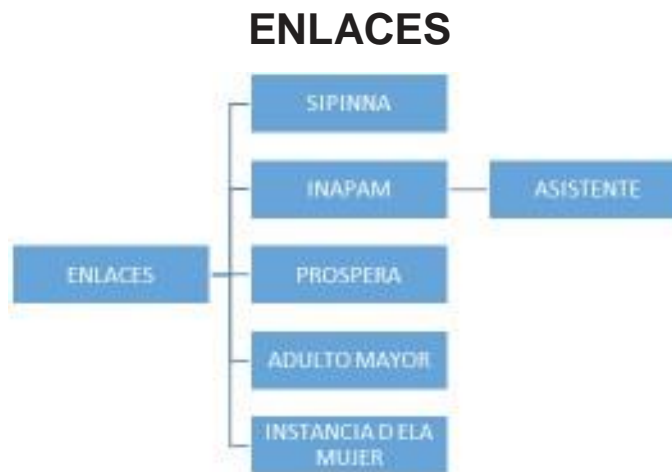 ENLACES
SIPINNA
INAPAM
ASISTENTE
ENLACES
PROSPERA
ADULTO MAYOR
INSTANCIA D ELA
MUJER